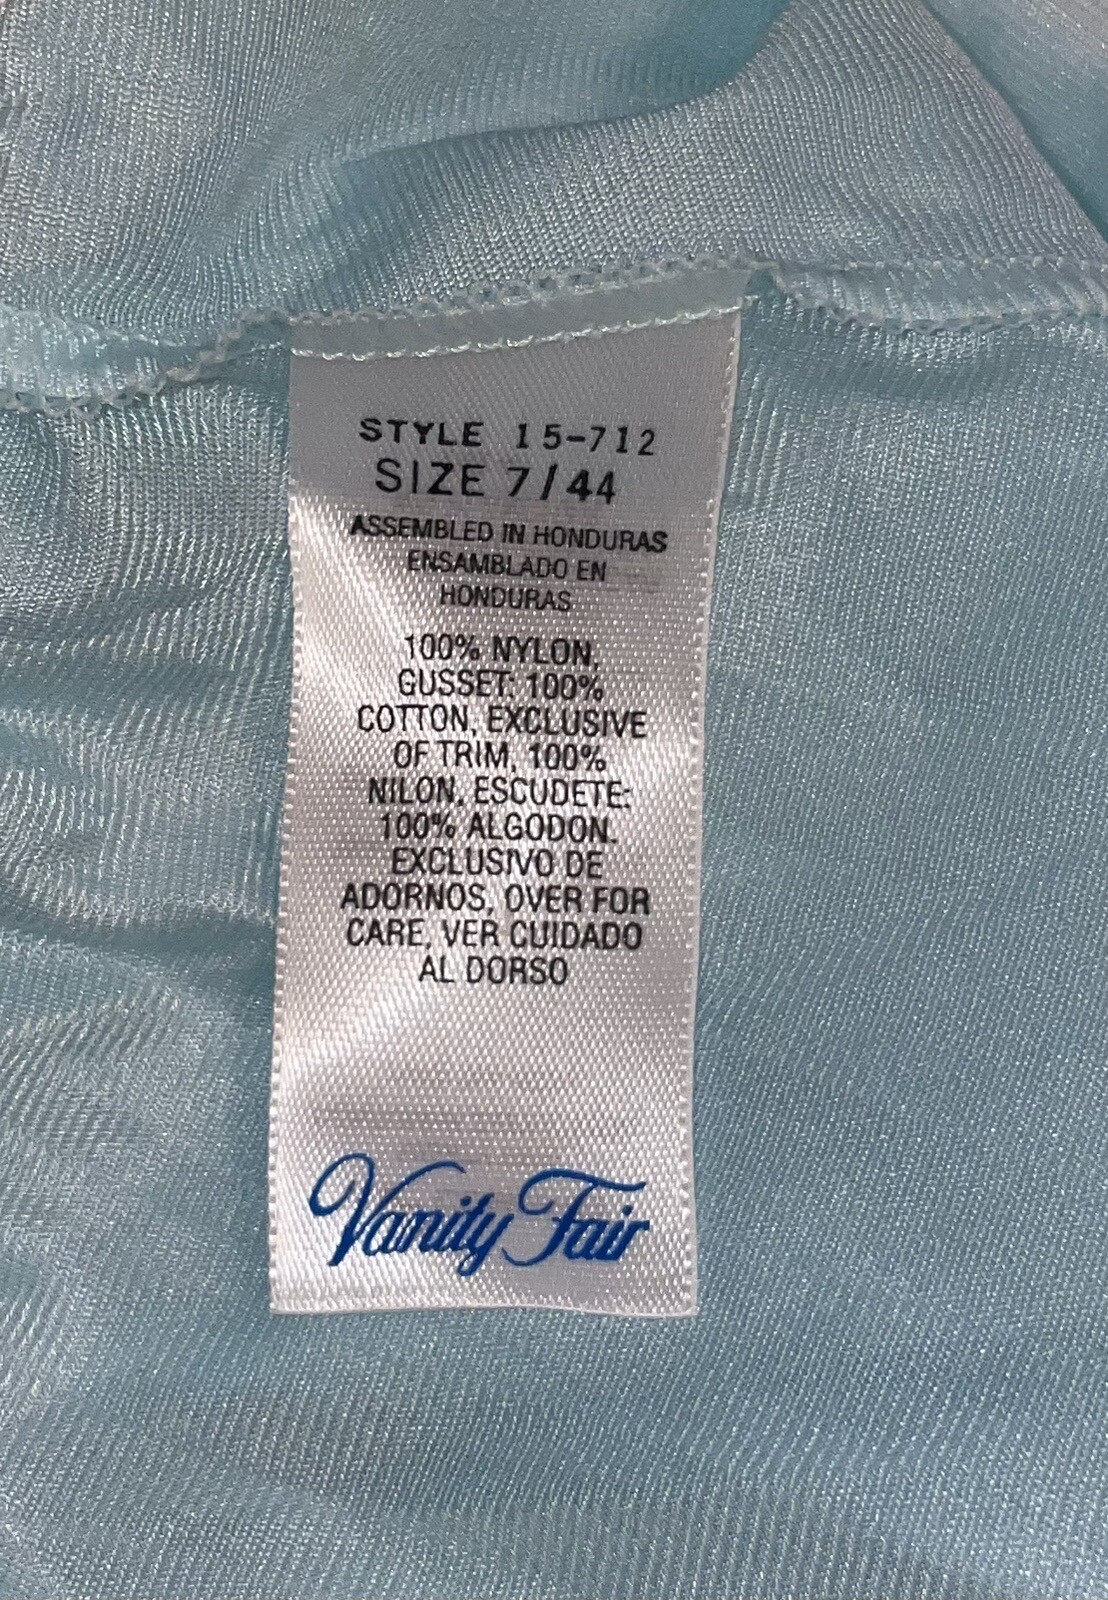 STYLE 15-712
SIZE 7/44
ASSEMBLED IN HONDURAS
ENSAMBLADO EN
HONDURAS
100% NYLON,
GUSSET: 100%
COTTON, EXCLUSIVE
OF TRIM, 100%
NILON, ESCUDETE:
100% ALGODON.
EXCLUSIVO DE
ADORNOS, OVER FOR
CARE, VER CUIDADO
AL DORSO
Vanity Fair